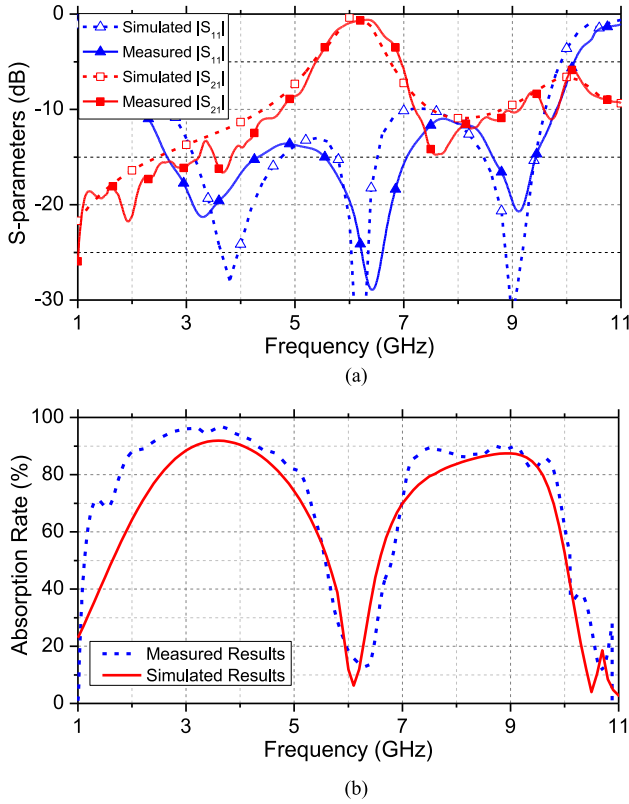 0
-10
-20
-30
S-parameters (dB)
Simulated |S11|
Measured |S11|
Simulated |S21|
Measured |S21|
1 3 5 7 9 11
Frequency (GHz)
(a)
100
80
60
40
20
0
Absorption Rate (%)
Measured Results
Simulated Results
1 3 5 7 9 11
Frequency (GHz)
(b)